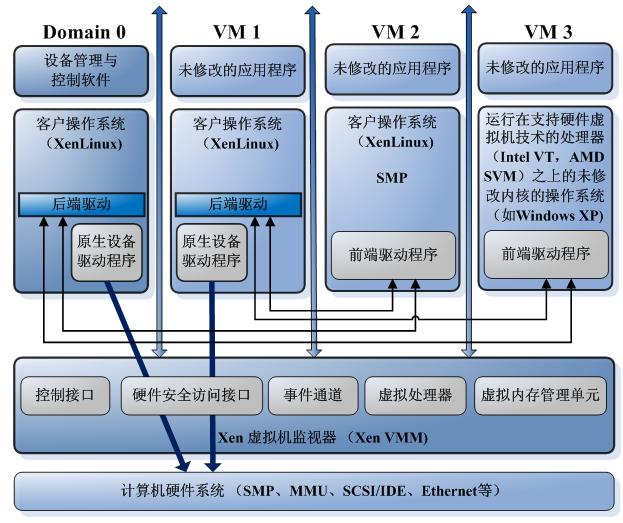 Domain 0
VM 1
VM 2
VM 3
设备管理与
控制软件
未修改的应用程序
未修改的应用程序
未修改的应用程序
客户操作系统
（XenLinux)
后端驱动
原生设备
驱动程序
客户操作系统
（XenLinux)
后端驱动
原生设备
驱动程序
客户操作系统
(XenLinux)
SMP
前端驱动程序
运行在支持硬件虚
拟机技术的处理器
（Intel VT，AMD
SVM）之上的未修
改内核的操作系统
（如Windows XP)
前端驱动程序
控制接口
硬件安全访问接口
事件通道
虚拟处理器
虚拟内存管理单元
Xen 虚拟机监视器 （Xen VMM)
计算机硬件系统 （SMP、MMU、SCSI/IDE、Ethernet等）